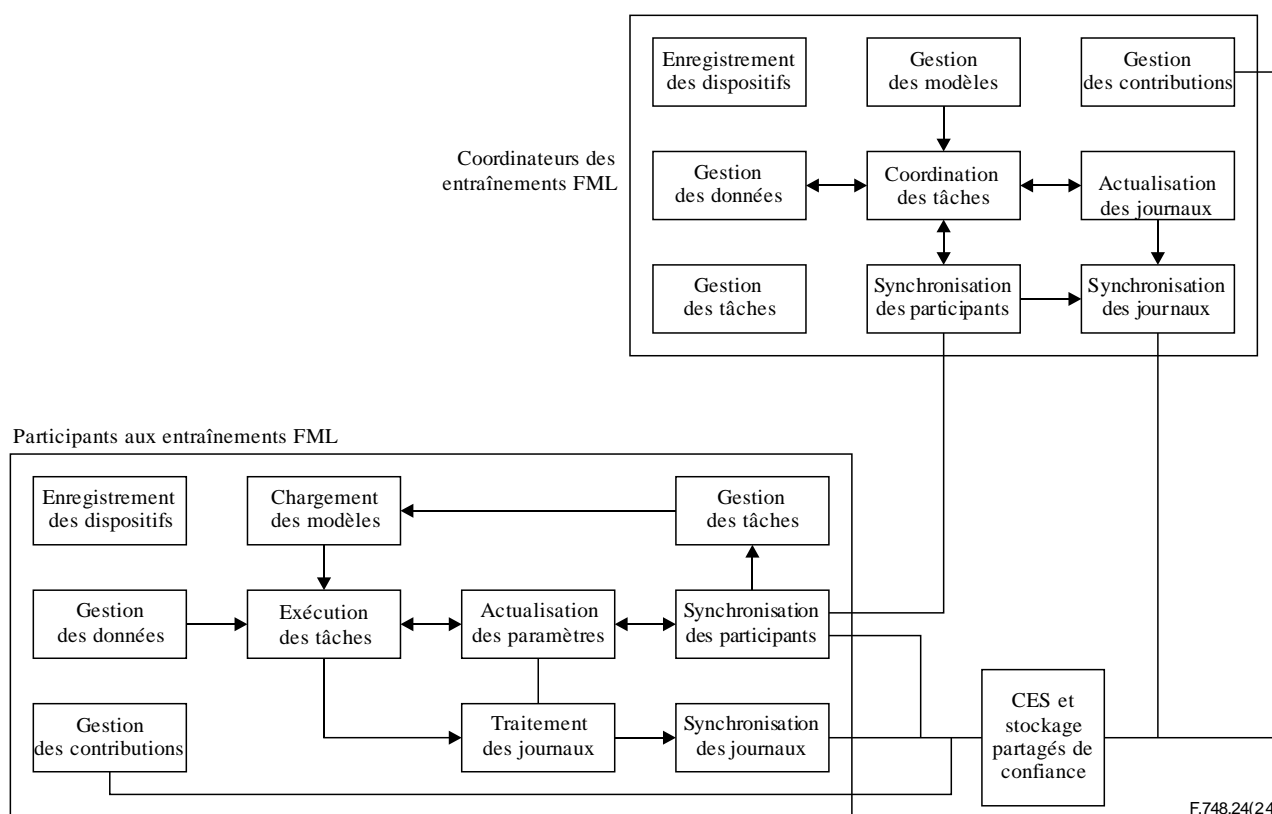 Enregistrement
des dispositifs
Gestion
des modèles
Gestion
des contributions
Coordinateurs des
entraînements FML
Gestion
des données
Coordination
des tâches
Actualisation
des journaux
Gestion
des tâches
Synchronisation
des participants
Synchronisation
des journaux
Participants aux entraînements FML
Enregistrement
des dispositifs
Chargement
des modèles
Gestion
des tâches
Gestion
des données
Exécution
des tâches
Actualisation
des paramètres
Synchronisation
des participants
Gestion
des contributions
Traitement
des journaux
Synchronisation
des journaux
CES et
stockage
partagés de
confiance
F.748.24(24